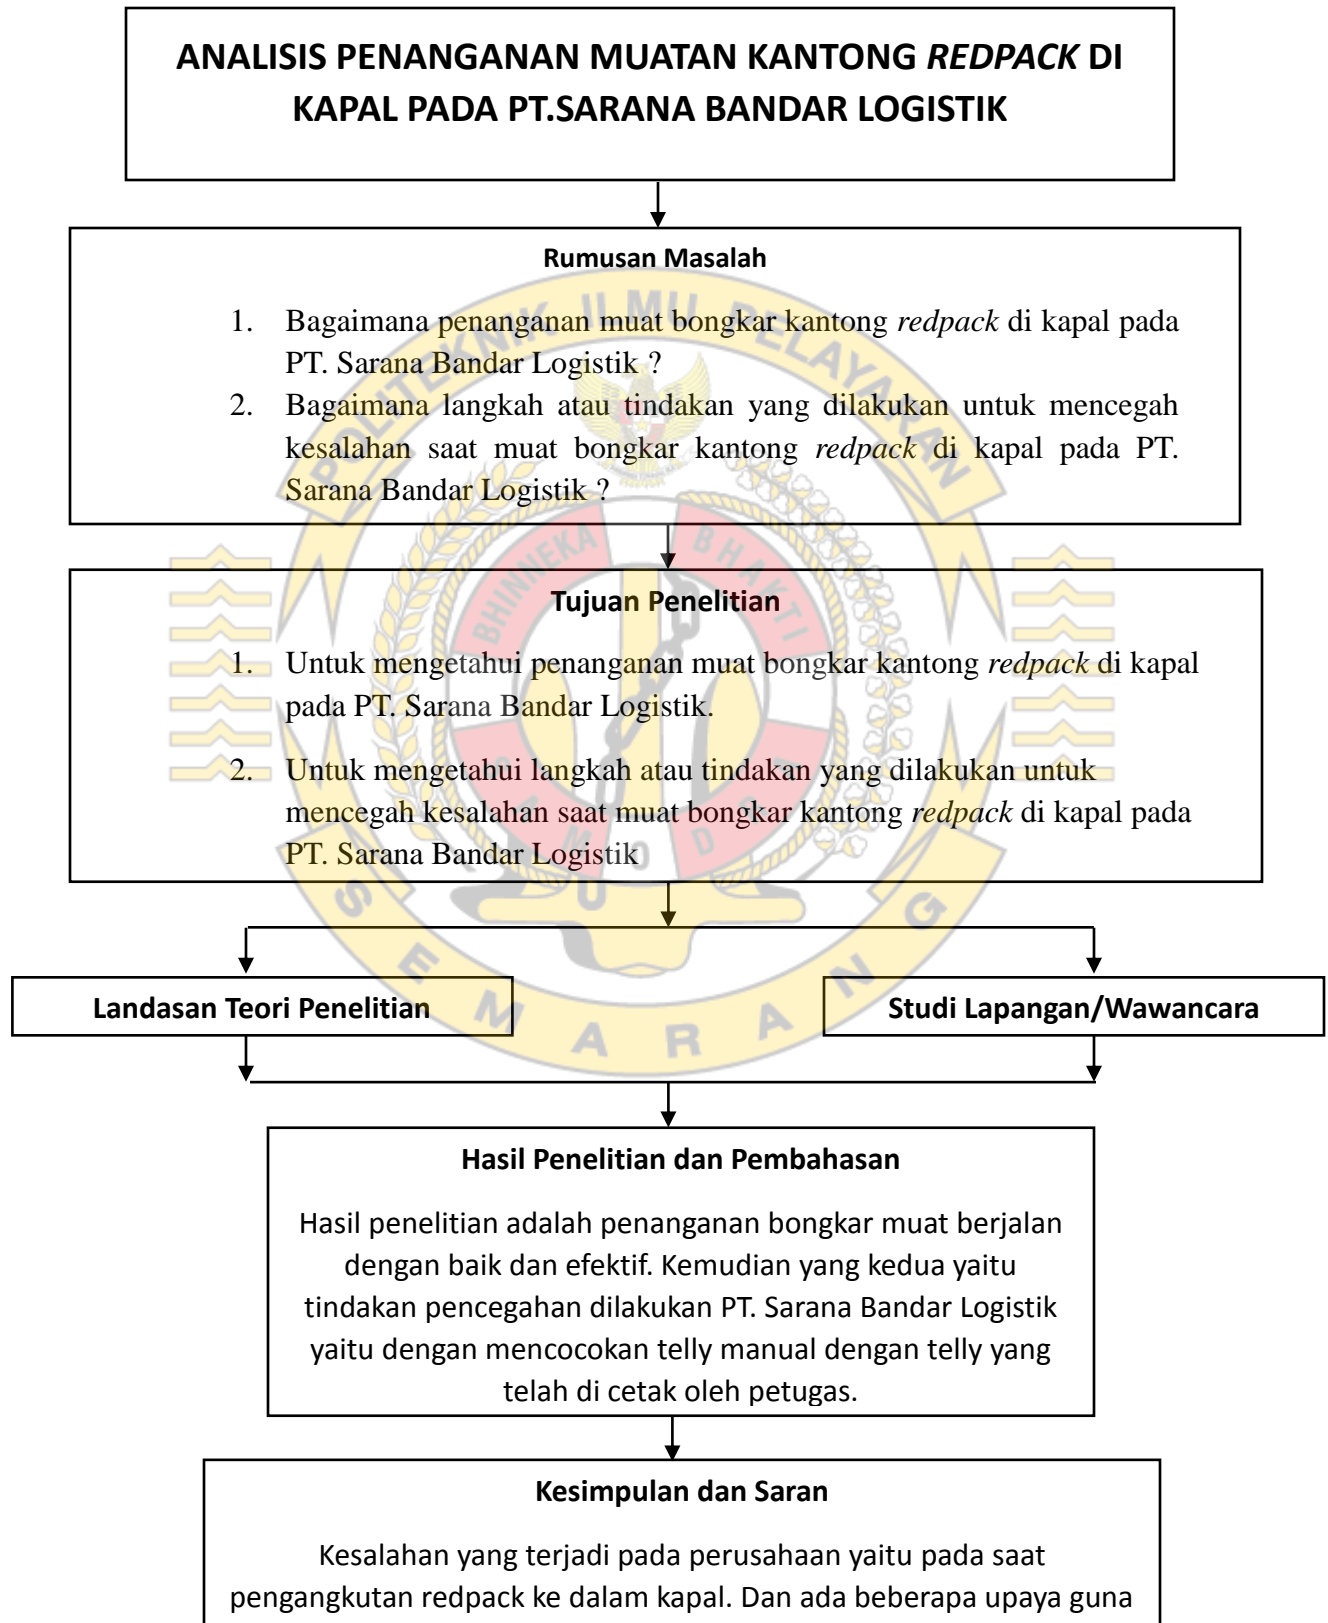 ANALISIS PENANGANAN MUATAN KANTONG REDPACK DI
KAPAL PADA PT.SARANA BANDAR LOGISTIK
Rumusan Masalah
1. Bagaimana penanganan muat bongkar kantong redpack di kapal pada
PT. Sarana Bandar Logistik ?
2. Bagaimana langkah atau tindakan yang dilakukan untuk mencegah
kesalahan saat muat bongkar kantong redpack di kapal pada PT.
Sarana Bandar Logistik ?
Tujuan Penelitian
1. Untuk mengetahui penanganan muat bongkar kantong redpack di kapal
pada PT. Sarana Bandar Logistik.
2. Untuk mengetahui langkah atau tindakan yang dilakukan untuk
mencegah kesalahan saat muat bongkar kantong redpack di kapal pada
PT. Sarana Bandar Logistik
Landasan Teori Penelitian
Studi Lapangan/Wawancara
Hasil Penelitian dan Pembahasan
Hasil penelitian adalah penanganan bongkar muat berjalan
dengan baik dan efektif. Kemudian yang kedua yaitu
tindakan pencegahan dilakukan PT. Sarana Bandar Logistik
yaitu dengan mencocokan telly manual dengan telly yang
telah di cetak oleh petugas.
Kesimpulan dan Saran
Kesalahan yang terjadi pada perusahaan yaitu pada saat
pengangkutan redpack ke dalam kapal. Dan ada beberapa upaya guna
POLITEKNIK ILMU PELAYARAN
SEMARANG
BHINNEKA BHAKTI
SAMUDRA